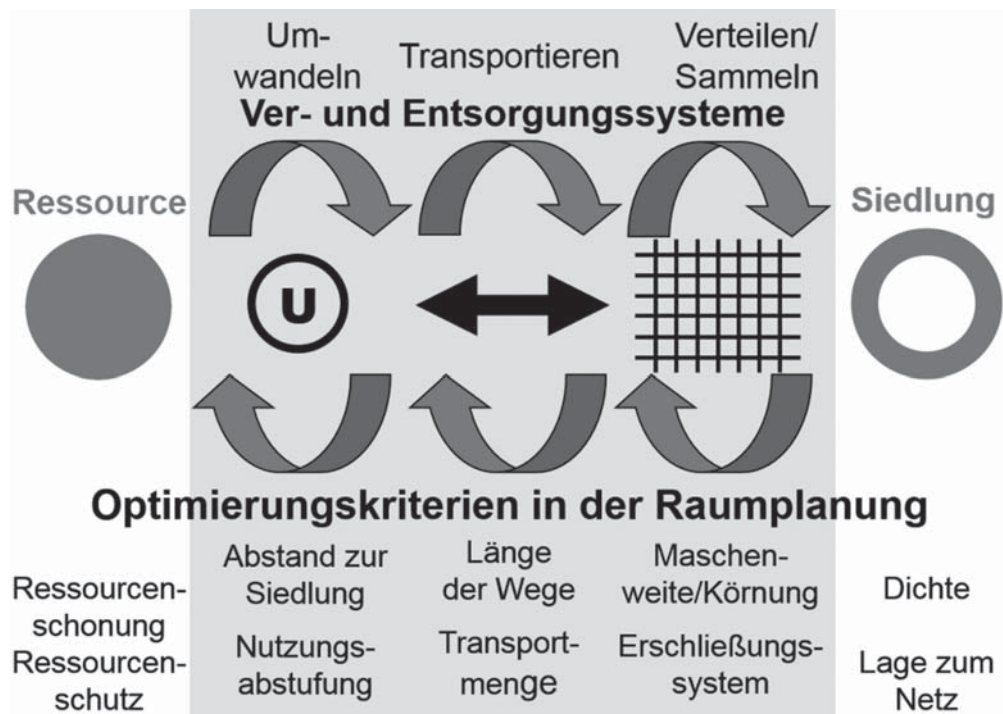 Um-
wandeln
Transportieren
Verteilen/
Sammeln
Ver- und Entsorgungssysteme
Ressource
Siedlung
U
Optimierungskriterien in der Raumplanung
Ressourcen-
schonung
Ressourcen-
schutz
Abstand zur
Siedlung
Nutzungs-
abstufung
Länge
der Wege
Transport-
menge
Maschen-
weite/Körnung
Erschließungs-
system
Dichte
Lage zum
Netz